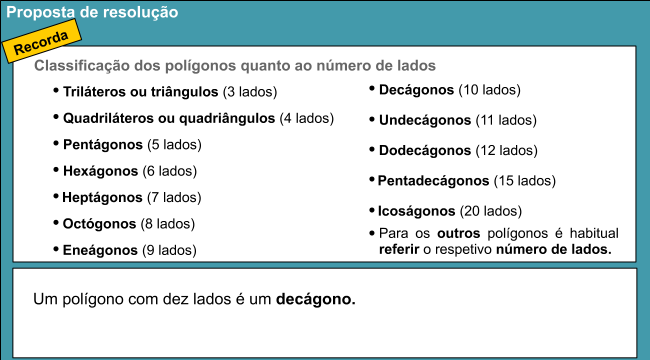 Proposta de resolução
Recorda
Classificação dos polígonos quanto ao número de lados
• Triláteros ou triângulos (3 lados)
• Quadriláteros ou quadriângulos (4 lados)
• Pentágonos (5 lados)
• Hexágonos (6 lados)
• Heptágonos (7 lados)
• Octógonos (8 lados)
• Eneágonos (9 lados)
• Decágonos (10 lados)
• Undecágonos (11 lados)
• Dodecágonos (12 lados)
• Pentadecágonos (15 lados)
• Icoságonos (20 lados)
• Para os outros polígonos é habitual
referir o respetivo número de lados.
Um polígono com dez lados é um decágono.